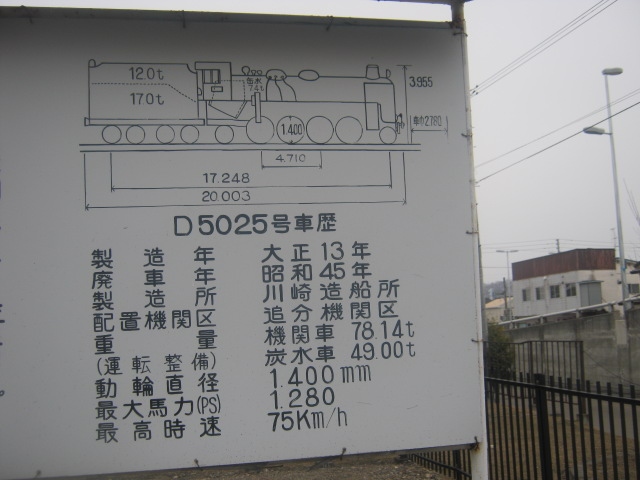 12.0t
17.0t
缶水
7.4t
1.400
3.955
車巾2.780
4.710
17.248
20.003
D5025号車歴
製造年 大正13年
廃車年 昭和45年
製造所 川崎造船所
配置機関区 追分機関区
重量 機関車 78.14t
(運転整備) 炭水車 49.00t
動輪直径 1.400mm
最大馬力(PS) 1.280
最高時速 75Km/h